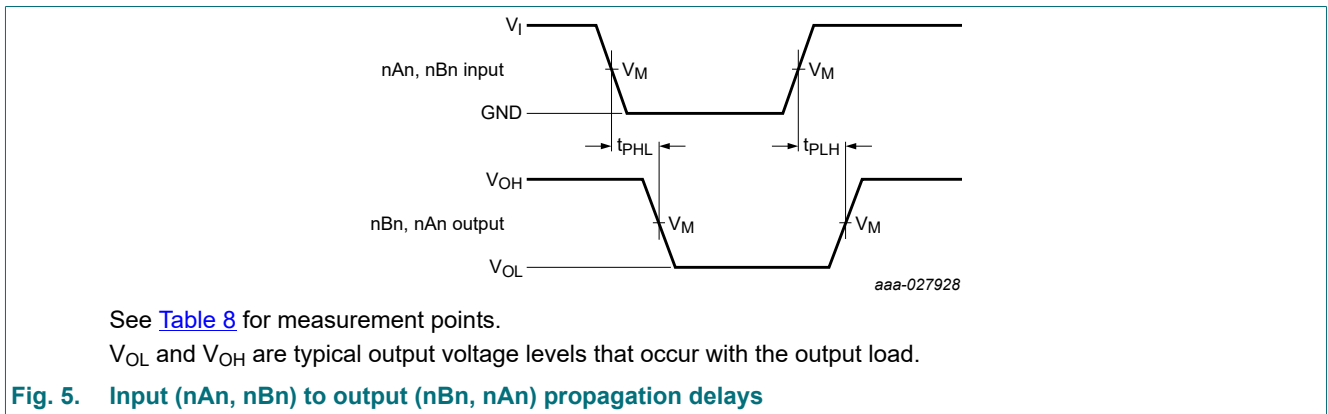 VI
nAn, nBn input
VM
VM
GND
tPHL
tPLH
VOH
nBn, nAn output
VM
VM
VOL
aaa-027928
See Table 8 for measurement points.
VOL and VOH are typical output voltage levels that occur with the output load.
Fig. 5. Input (nAn, nBn) to output (nBn, nAn) propagation delays